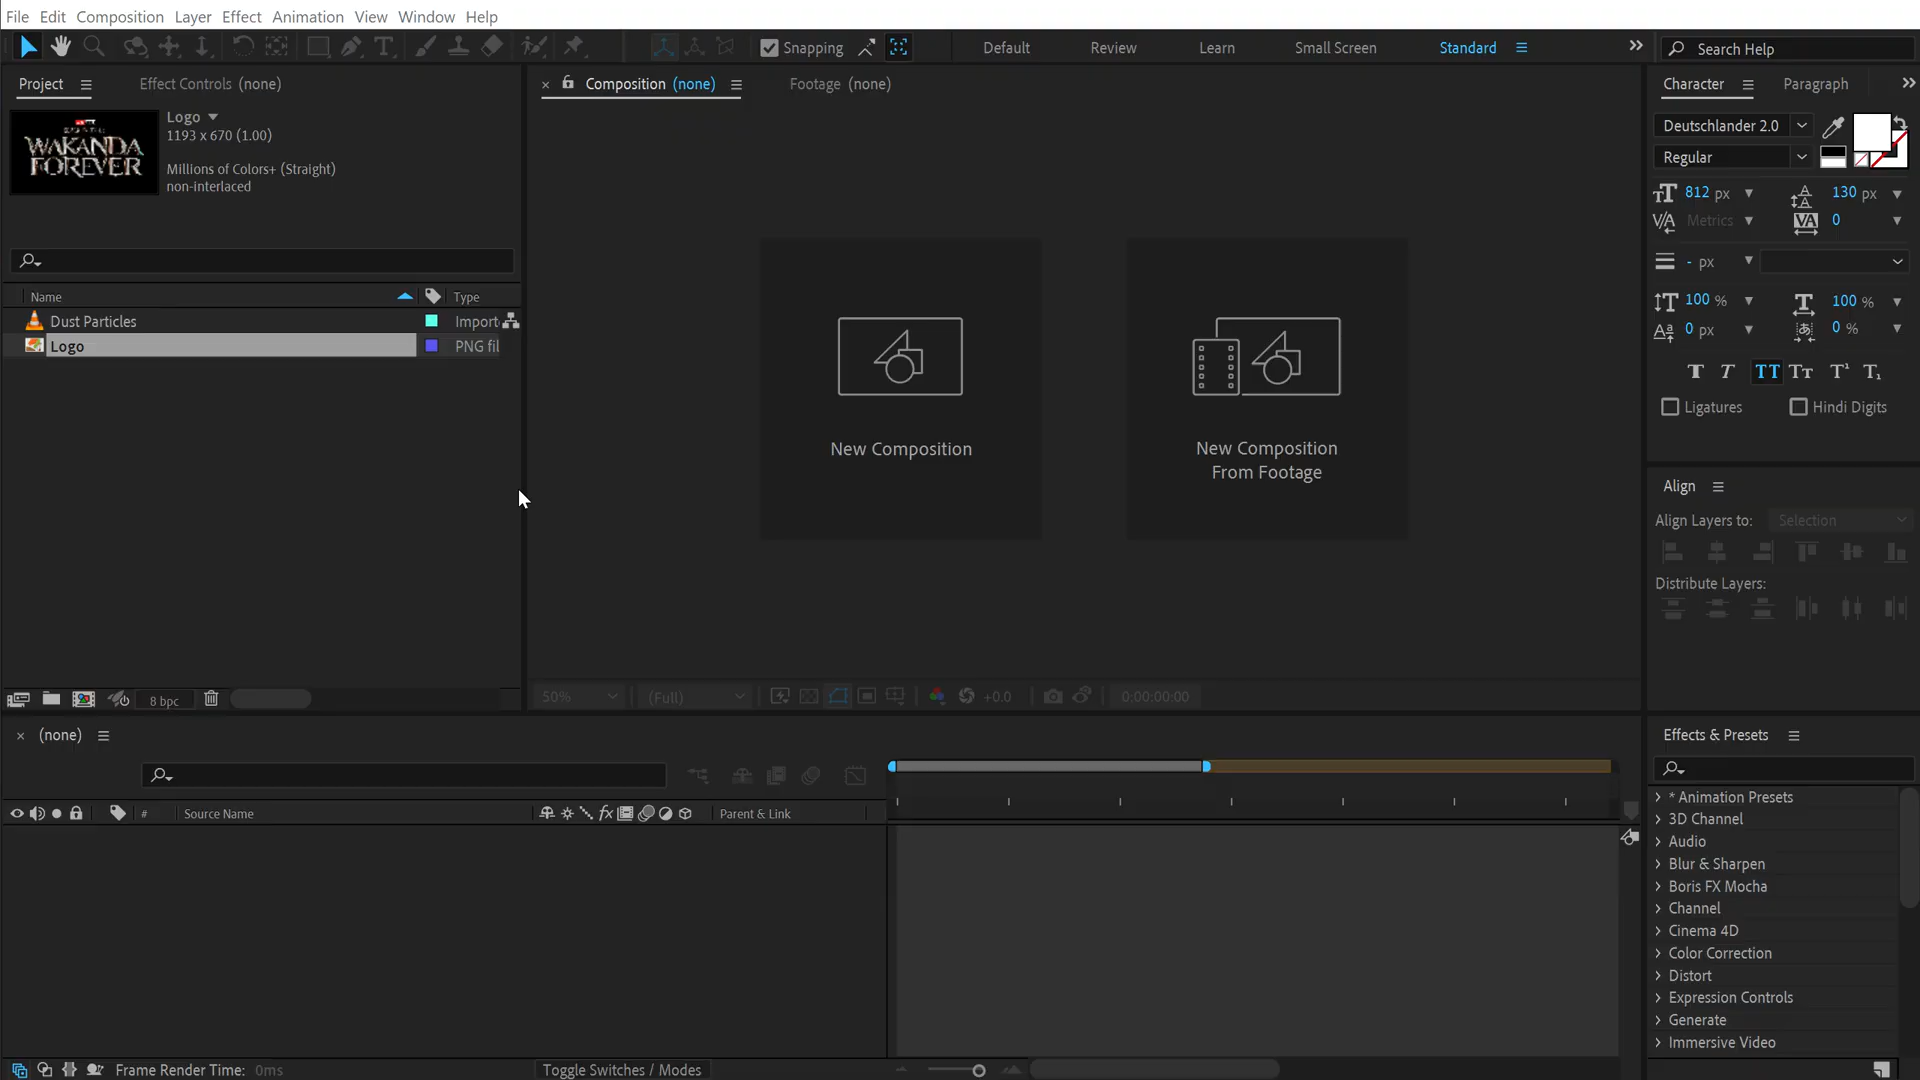 File Edit Composition Layer Effect Animation View Window Help
Snapping Default Review Learn Small Screen Standard Search Help
Project Effect Controls (none) Composition (none) Footage (none) Character Paragraph
Logo
1193 x 670 (1.00)
Millions of Colors+ (Straight)
non-interlaced
WAKANDA
FOREVER
Deutschlander 2.0
Regular
812 px 130 px
Metrics 0
- px
100 % 100 %
0 px 0 %
T T TT TT T¹ T₁
Ligatures Hindi Digits
Name Type
Dust Particles Import
Logo PNG fil
New Composition
New Composition
From Footage
Align
Align Layers to: Selection
Distribute Layers:
8 bpc
50% (Full) +0.0 0:00:00:00
(none)
# Source Name fx Parent & Link
Effects & Presets
* Animation Presets
3D Channel
Audio
Blur & Sharpen
Boris FX Mocha
Channel
Cinema 4D
Color Correction
Distort
Expression Controls
Generate
Immersive Video
Frame Render Time: 0ms Toggle Switches / Modes